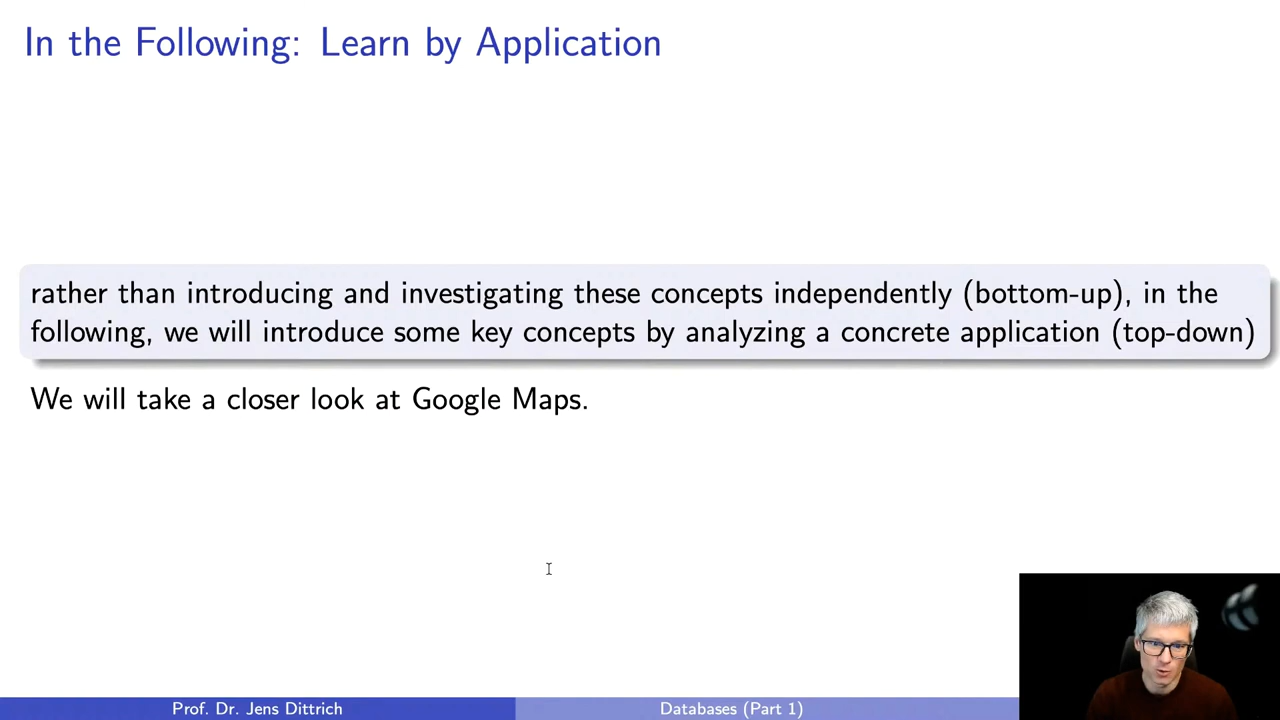 In the Following: Learn by Application
rather than introducing and investigating these concepts independently (bottom-up), in the
following, we will introduce some key concepts by analyzing a concrete application (top-down)
We will take a closer look at Google Maps.
Prof. Dr. Jens Dittrich
Databases (Part 1)